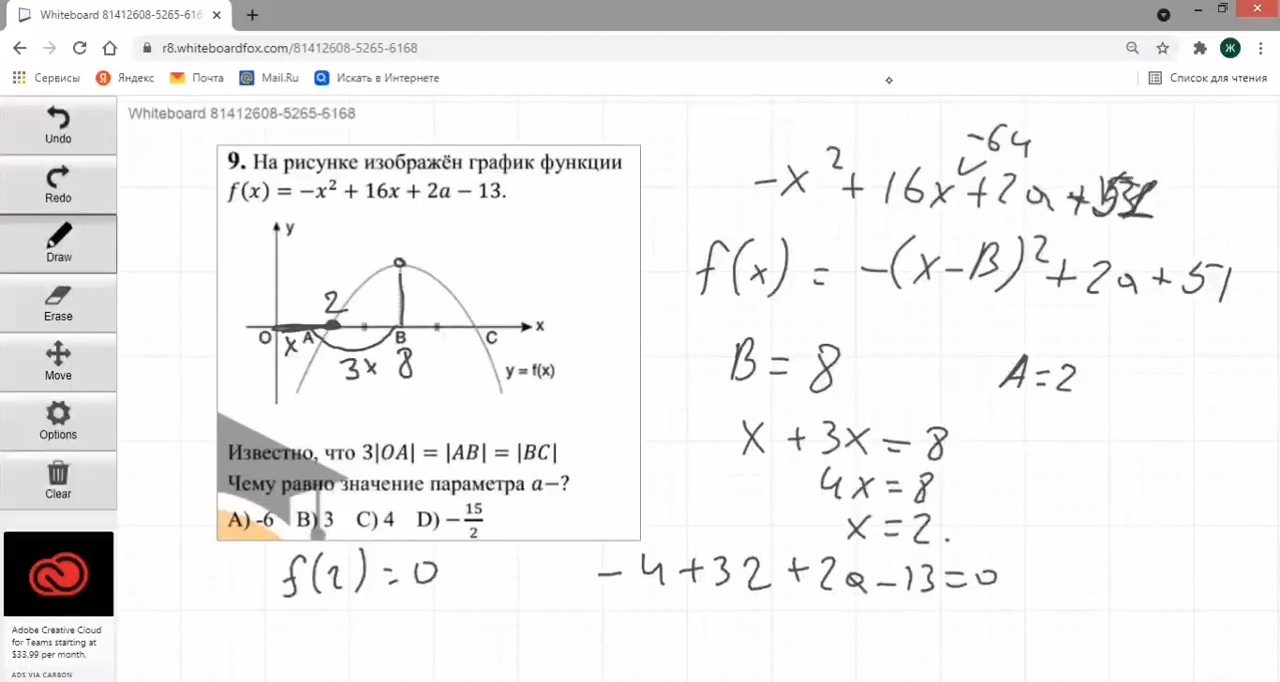 Whiteboard 81412608-5265-616
r8.whiteboardfox.com/81412608-5265-6168
Ж
Сервисы
Яндекс
Почта
Mail.Ru
Искать в Интернете
Список для чтения
Undo
Redo
Draw
Erase
Move
Options
Clear
Adobe Creative Cloud
for Teams starting at
$33.99 per month.
ADS VIA CARBON
Whiteboard 81412608-5265-6168
9. На рисунке изображён график функции
f(x) = −x² + 16x + 2a − 13.
y
2
O x A B C x
3x 8
y = f(x)
Известно, что 3|OA| = |AB| = |BC|
Чему равно значение параметра a−?
A) -6 B) 3 C) 4 D) −15/2
f(2) = 0
-64
-x² + 16x + 2a +
f(x) = -(x-B)² + 2a + 51
B = 8
A = 2
x + 3x = 8
4x = 8
x = 2.
-4+32+2a-13=0